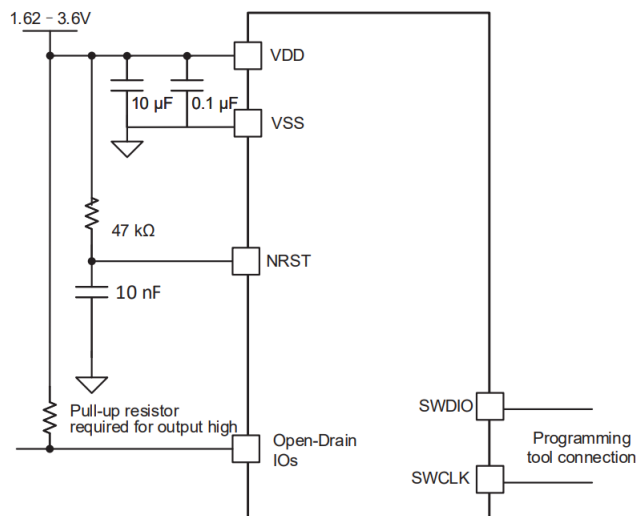 1.62 - 3.6V
VDD
10 µF
0.1 µF
VSS
47 kΩ
NRST
10 nF
Pull-up resistor
required for output high
Open-Drain
IOs
SWDIO
Programming
tool connection
SWCLK